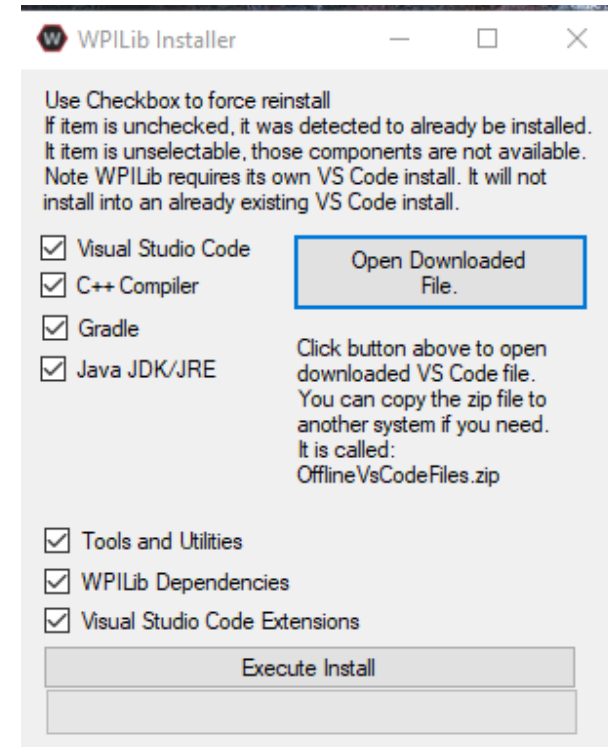 WPILib Installer
Use Checkbox to force reinstall
If item is unchecked, it was detected to already be installed.
It item is unselectable, those components are not available.
Note WPILib requires its own VS Code install. It will not
install into an already existing VS Code install.
Visual Studio Code
C++ Compiler
Gradle
Java JDK/JRE
Open Downloaded
File.
Click button above to open
downloaded VS Code file.
You can copy the zip file to
another system if you need.
It is called:
OfflineVsCodeFiles.zip
Tools and Utilities
WPILib Dependencies
Visual Studio Code Extensions
Execute Install